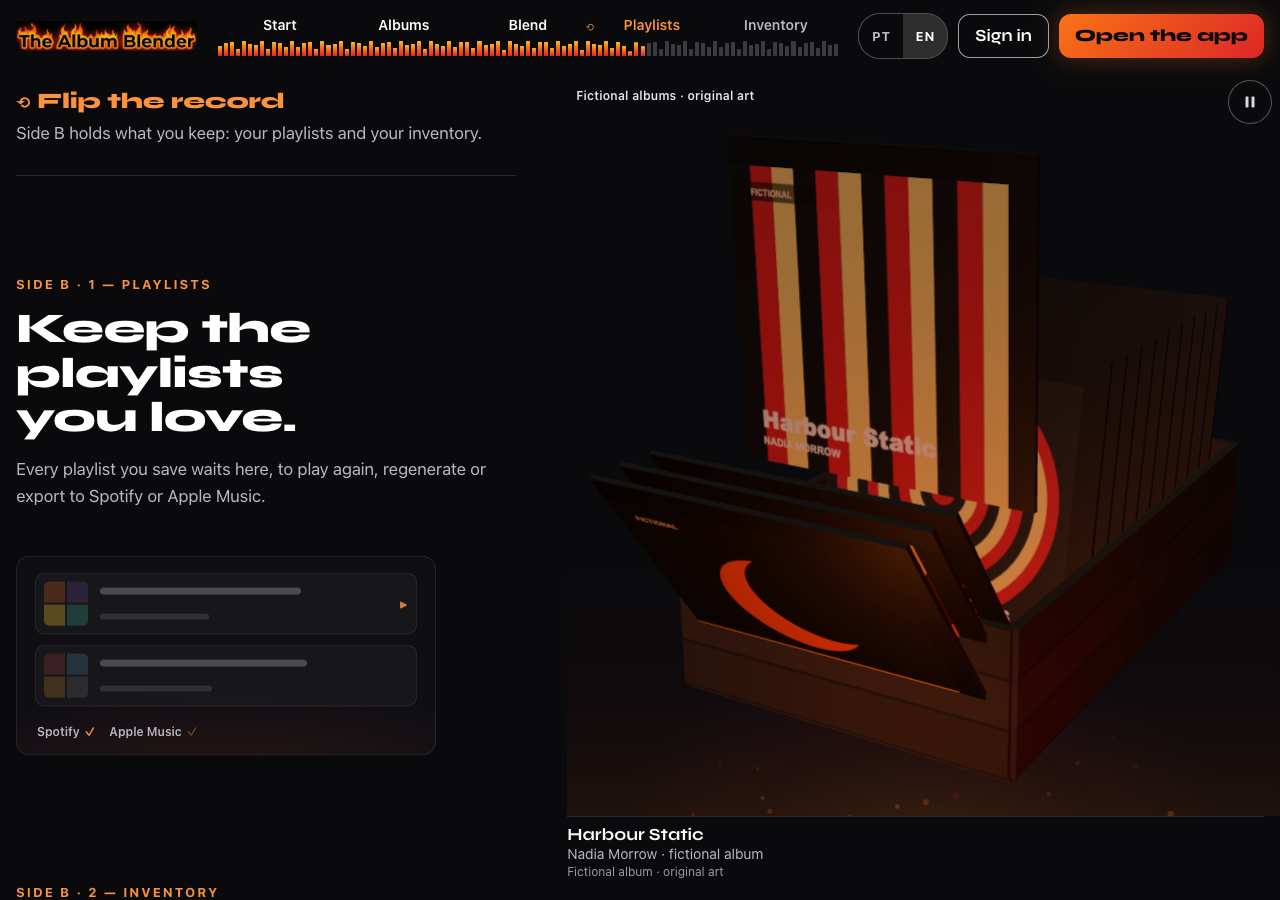 The Album Blender
Start
Albums
Blend
Playlists
Inventory
PT
EN
Sign in
Open the app
Flip the record
Side B holds what you keep: your playlists and your inventory.
Fictional albums · original art
SIDE B · 1 — PLAYLISTS
Keep the
playlists
you love.
Every playlist you save waits here, to play again, regenerate or
export to Spotify or Apple Music.
Spotify ✓
Apple Music ✓
FICTIONAL
Harbour Static
NADIA MORROW
FICTIONAL
Harbour Static
Nadia Morrow · fictional album
Fictional album · original art
SIDE B · 2 — INVENTORY